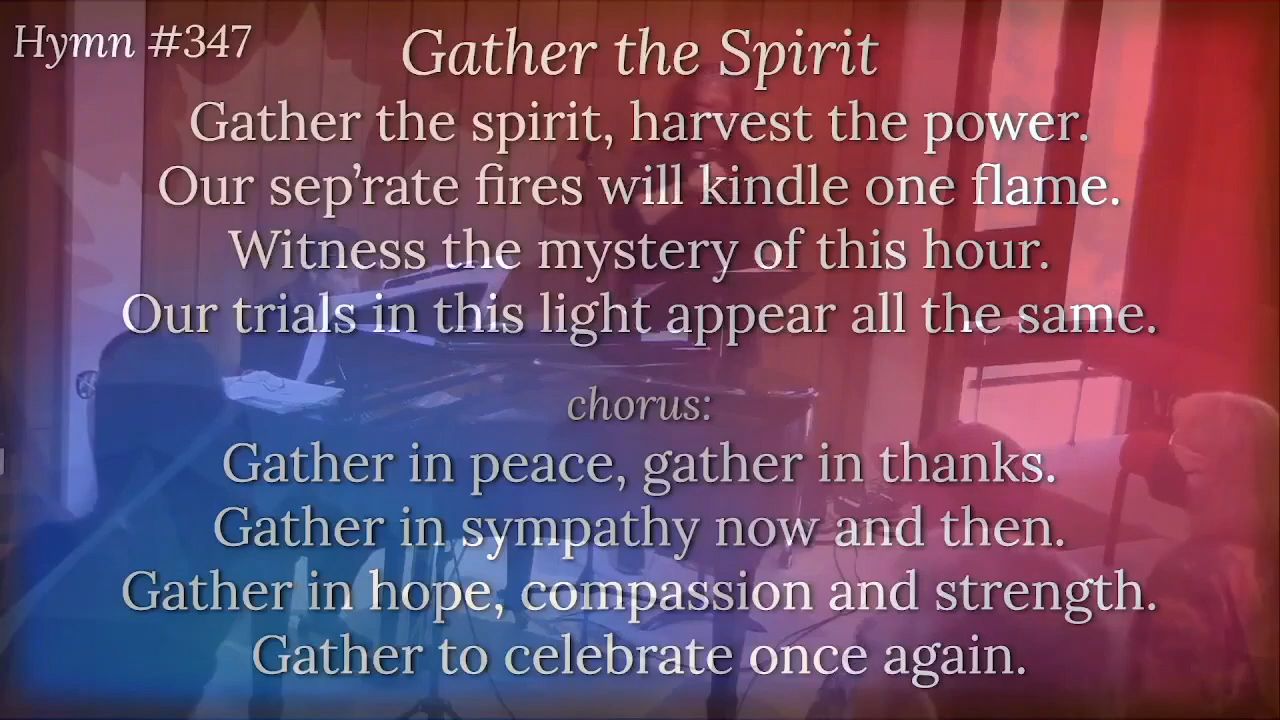 Hymn #347
Gather the Spirit
Gather the spirit, harvest the power.
Our sep’rate fires will kindle one flame.
Witness the mystery of this hour.
Our trials in this light appear all the same.
chorus:
Gather in peace, gather in thanks.
Gather in sympathy now and then.
Gather in hope, compassion and strength.
Gather to celebrate once again.